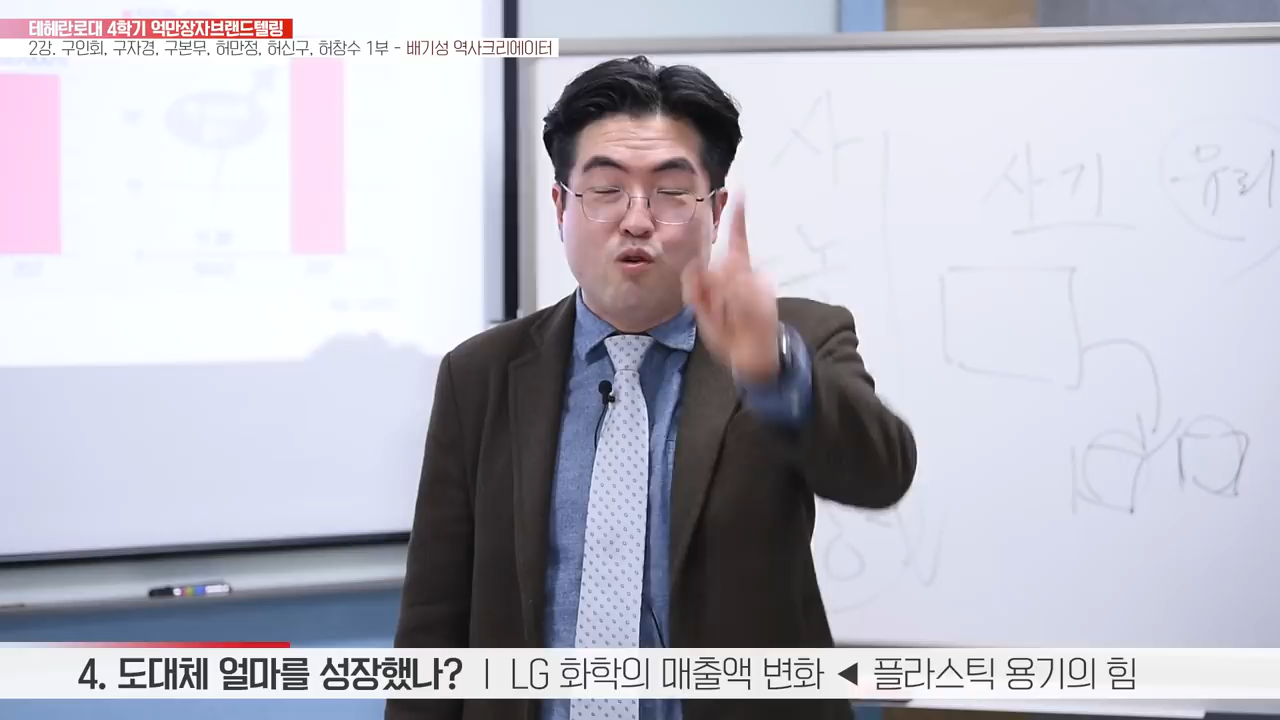 테헤란로대 4학기 억만장자브랜드텔링
2강. 구인회, 구자경, 구본무, 허만정, 허신구, 허창수 1부 - 배기성 역사크리에이터
사
사기 유리
4. 도대체 얼마를 성장했나? | LG 화학의 매출액 변화 ◀ 플라스틱 용기의 힘